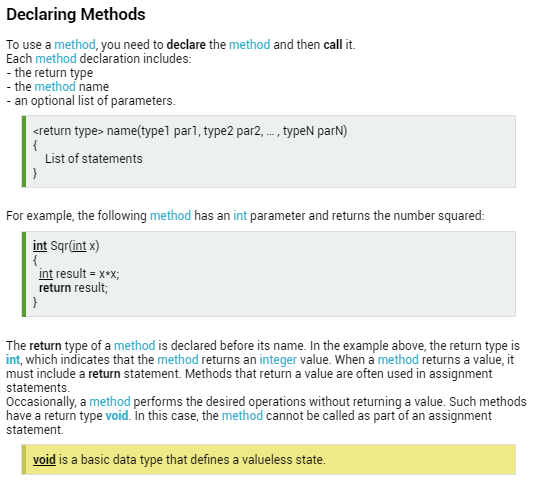 Declaring Methods
To use a method, you need to declare the method and then call it.
Each method declaration includes:
- the return type
- the method name
- an optional list of parameters.
<return type> name(type1 par1, type2 par2, … , typeN parN)
{
List of statements
}
For example, the following method has an int parameter and returns the number squared:
int Sqr(int x)
{
int result = x*x;
return result;
}
The return type of a method is declared before its name. In the example above, the return type is
int, which indicates that the method returns an integer value. When a method returns a value, it
must include a return statement. Methods that return a value are often used in assignment
statements.
Occasionally, a method performs the desired operations without returning a value. Such methods
have a return type void. In this case, the method cannot be called as part of an assignment
statement.
void is a basic data type that defines a valueless state.